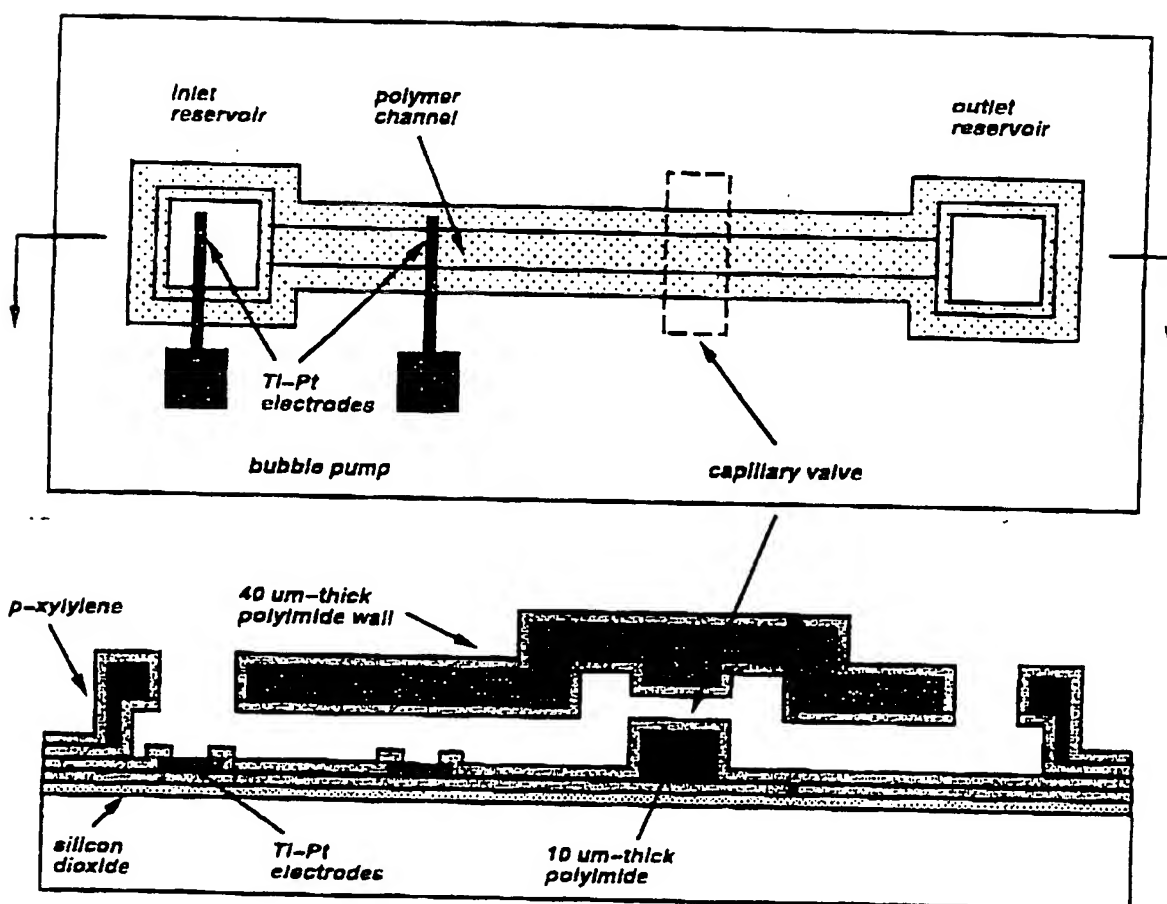 inlet
reservoir
polymer
channel
outlet
reservoir
Ti-Pt
electrodes
bubble pump
capillary valve
p-xylylene
40 um-thick
polyimide wall
silicon
dioxide
Ti-Pt
electrodes
10 um-thick
polyimide